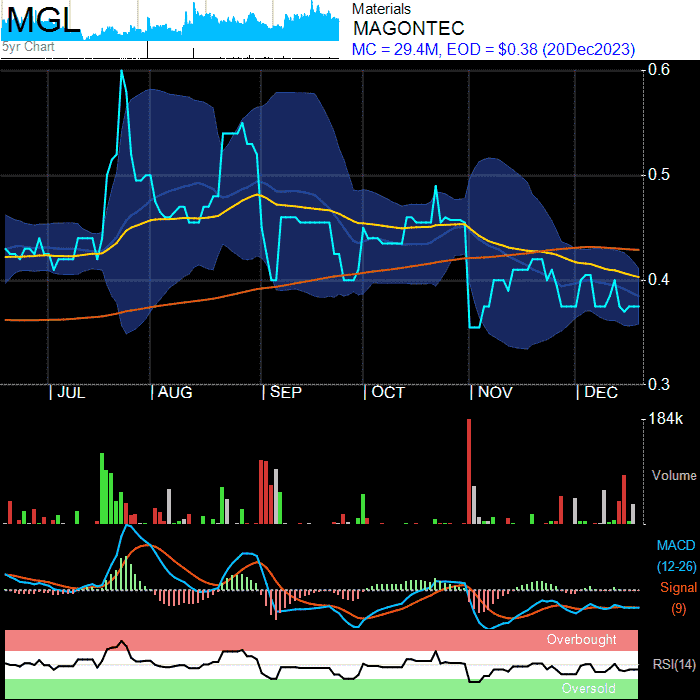 MGL
5yr Chart
Materials
MAGONTEC
MC = 29.4M, EOD = $0.38 (20Dec2023)
0.6
0.5
0.4
0.3
| JUL | AUG | SEP | OCT | NOV | DEC
184k
Volume
MACD
(12-26)
Signal
(9)
Overbought
RSI(14)
Oversold